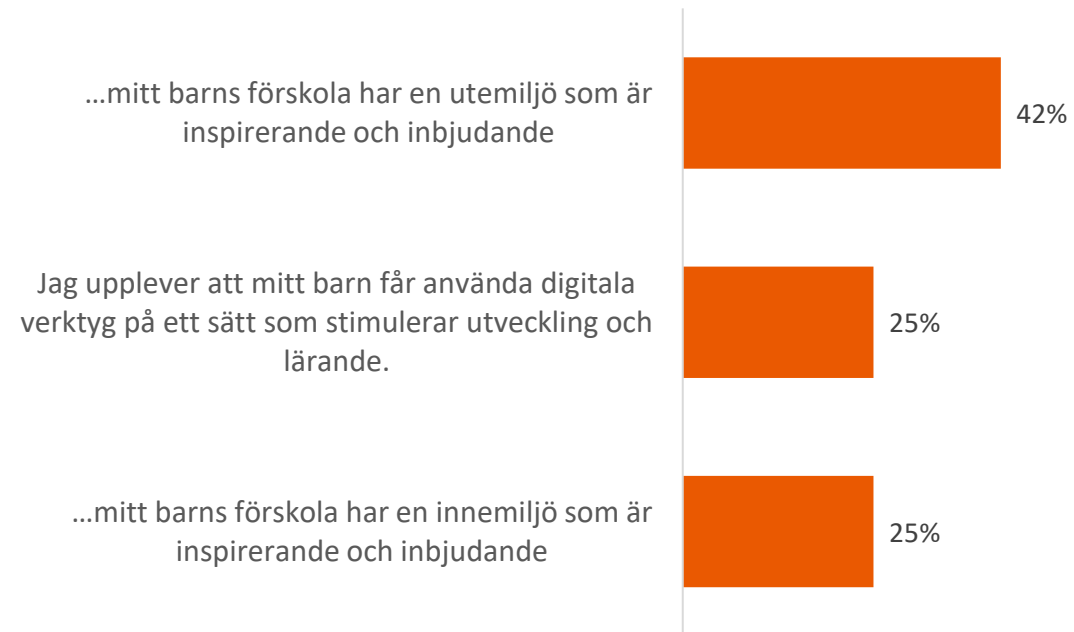 …mitt barns förskola har en utemiljö som är
inspirerande och inbjudande
42%
Jag upplever att mitt barn får använda digitala
verktyg på ett sätt som stimulerar utveckling och
lärande.
25%
…mitt barns förskola har en innemiljö som är
inspirerande och inbjudande
25%